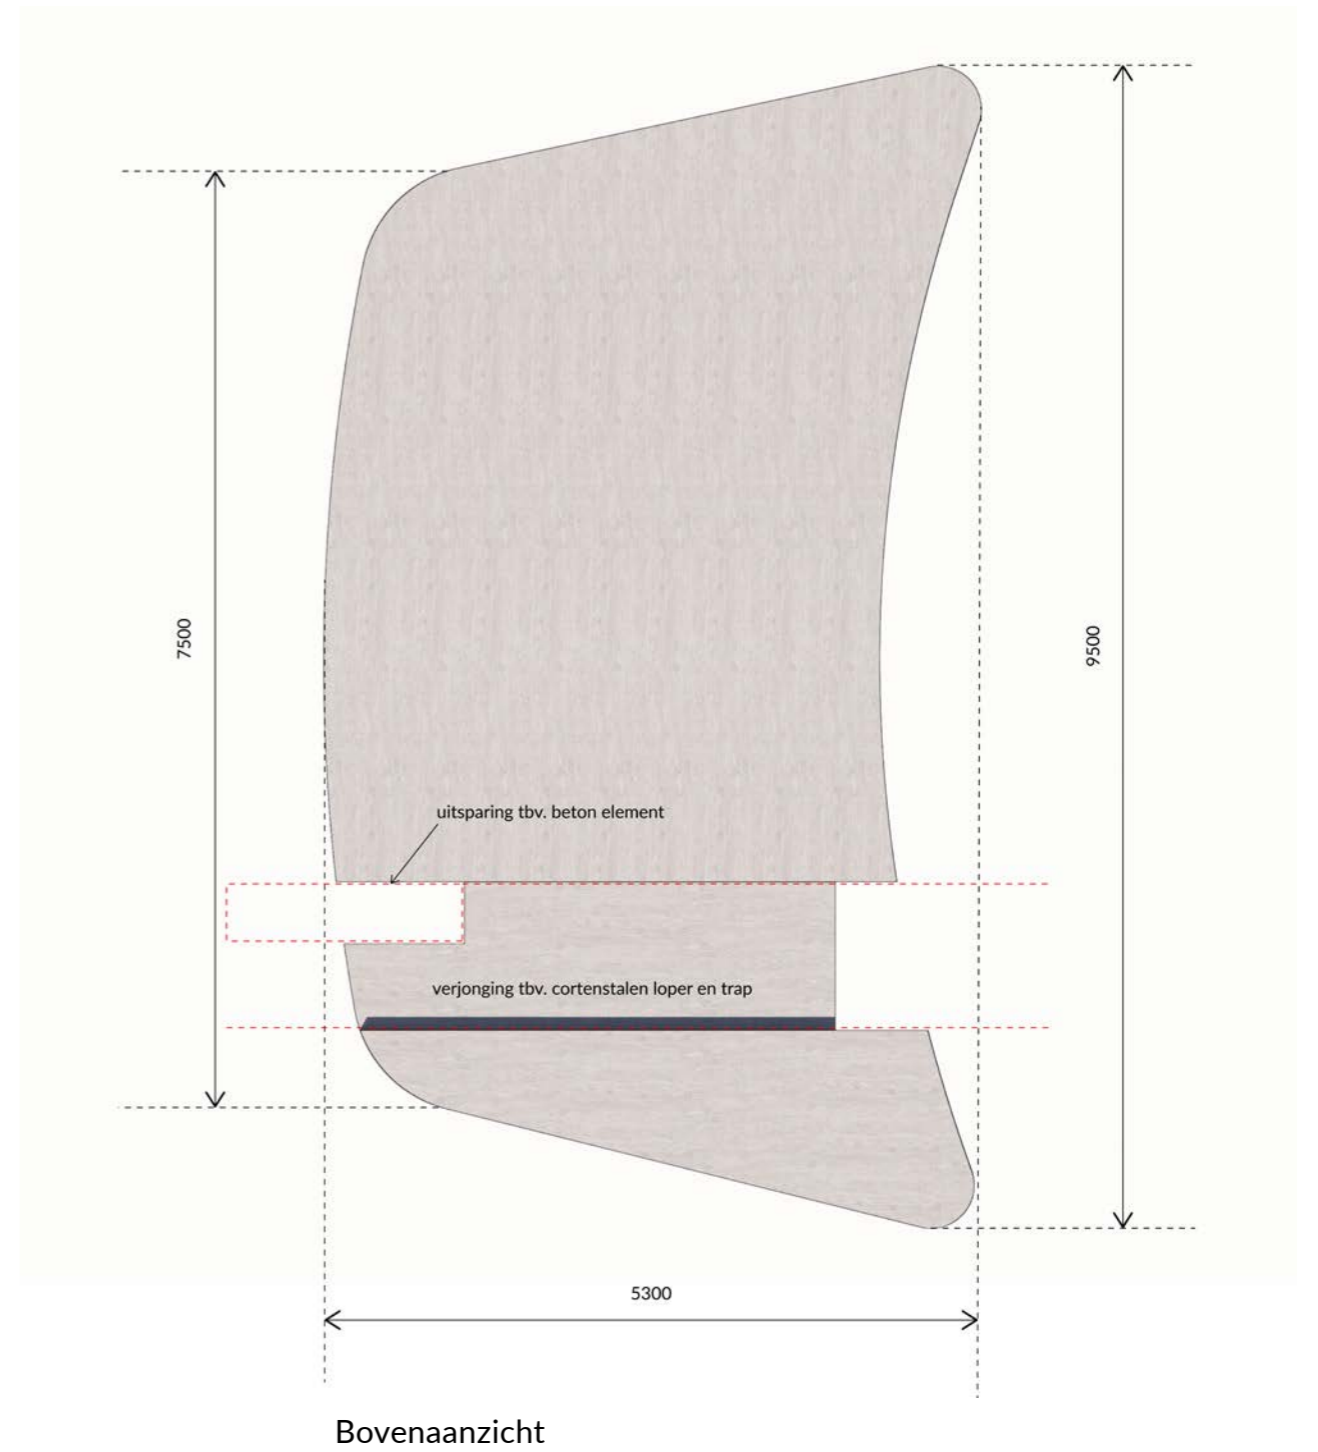 7500
9500
uitsparing tbv. beton element
verjonging tbv. cortenstalen loper en trap
5300
Bovenaanzicht